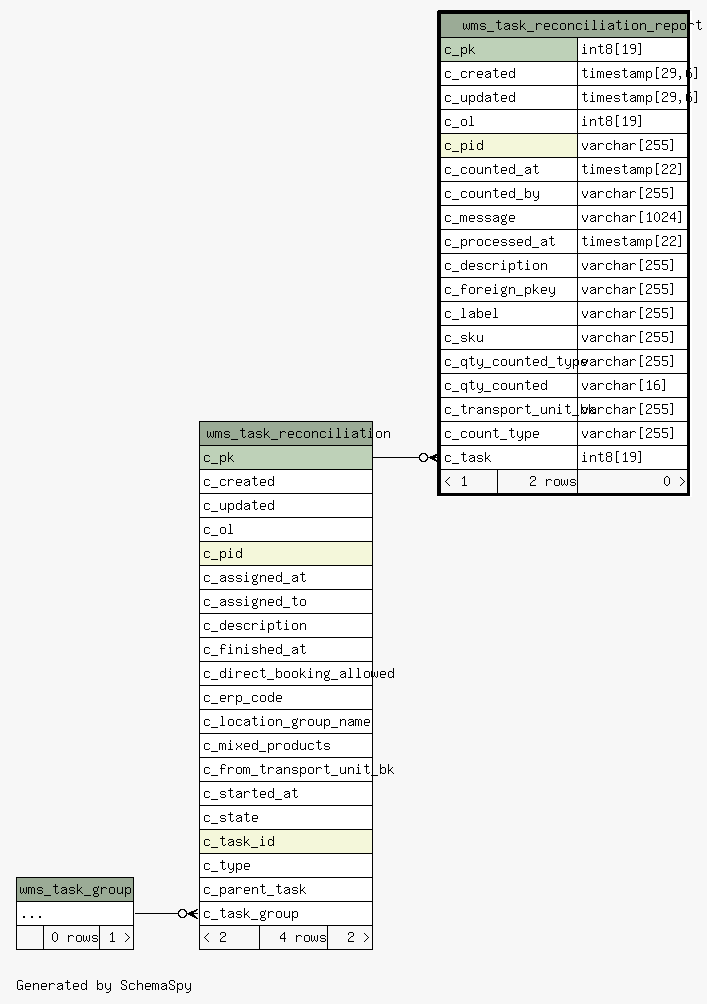 wms_task_reconciliation_report
c_pk int8[19]
c_created timestamp[29,6]
c_updated timestamp[29,6]
c_ol int8[19]
c_pid varchar[255]
c_counted_at timestamp[22]
c_counted_by varchar[255]
c_message varchar[1024]
c_processed_at timestamp[22]
c_description varchar[255]
c_foreign_pkey varchar[255]
c_label varchar[255]
c_sku varchar[255]
c_qty_counted_type varchar[255]
c_qty_counted varchar[16]
c_transport_unit_bk varchar[255]
c_count_type varchar[255]
c_task int8[19]
< 1 2 rows 0 >
wms_task_reconciliation
c_pk
c_created
c_updated
c_ol
c_pid
c_assigned_at
c_assigned_to
c_description
c_finished_at
c_direct_booking_allowed
c_erp_code
c_location_group_name
c_mixed_products
c_from_transport_unit_bk
c_started_at
c_state
c_task_id
c_type
c_parent_task
c_task_group
< 2 4 rows 2 >
wms_task_group
...
0 rows 1 >
Generated by SchemaSpy